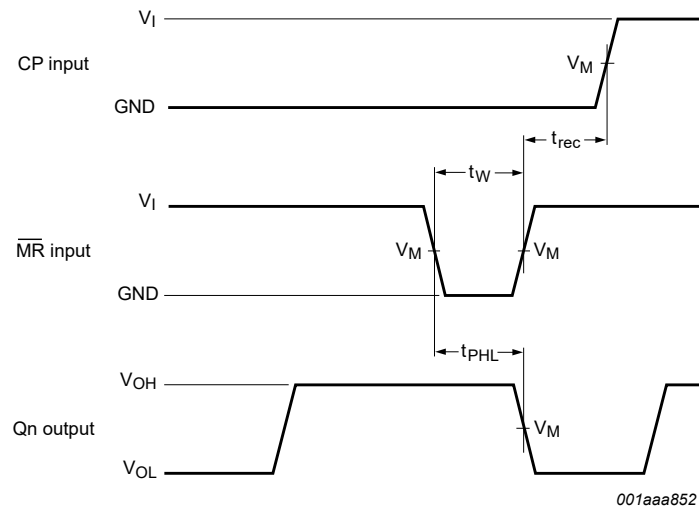 VI
CP input
VM
GND
trec
tW
VI
MR input
VM
VM
GND
tPHL
VOH
Qn output
VM
VOL
001aaa852